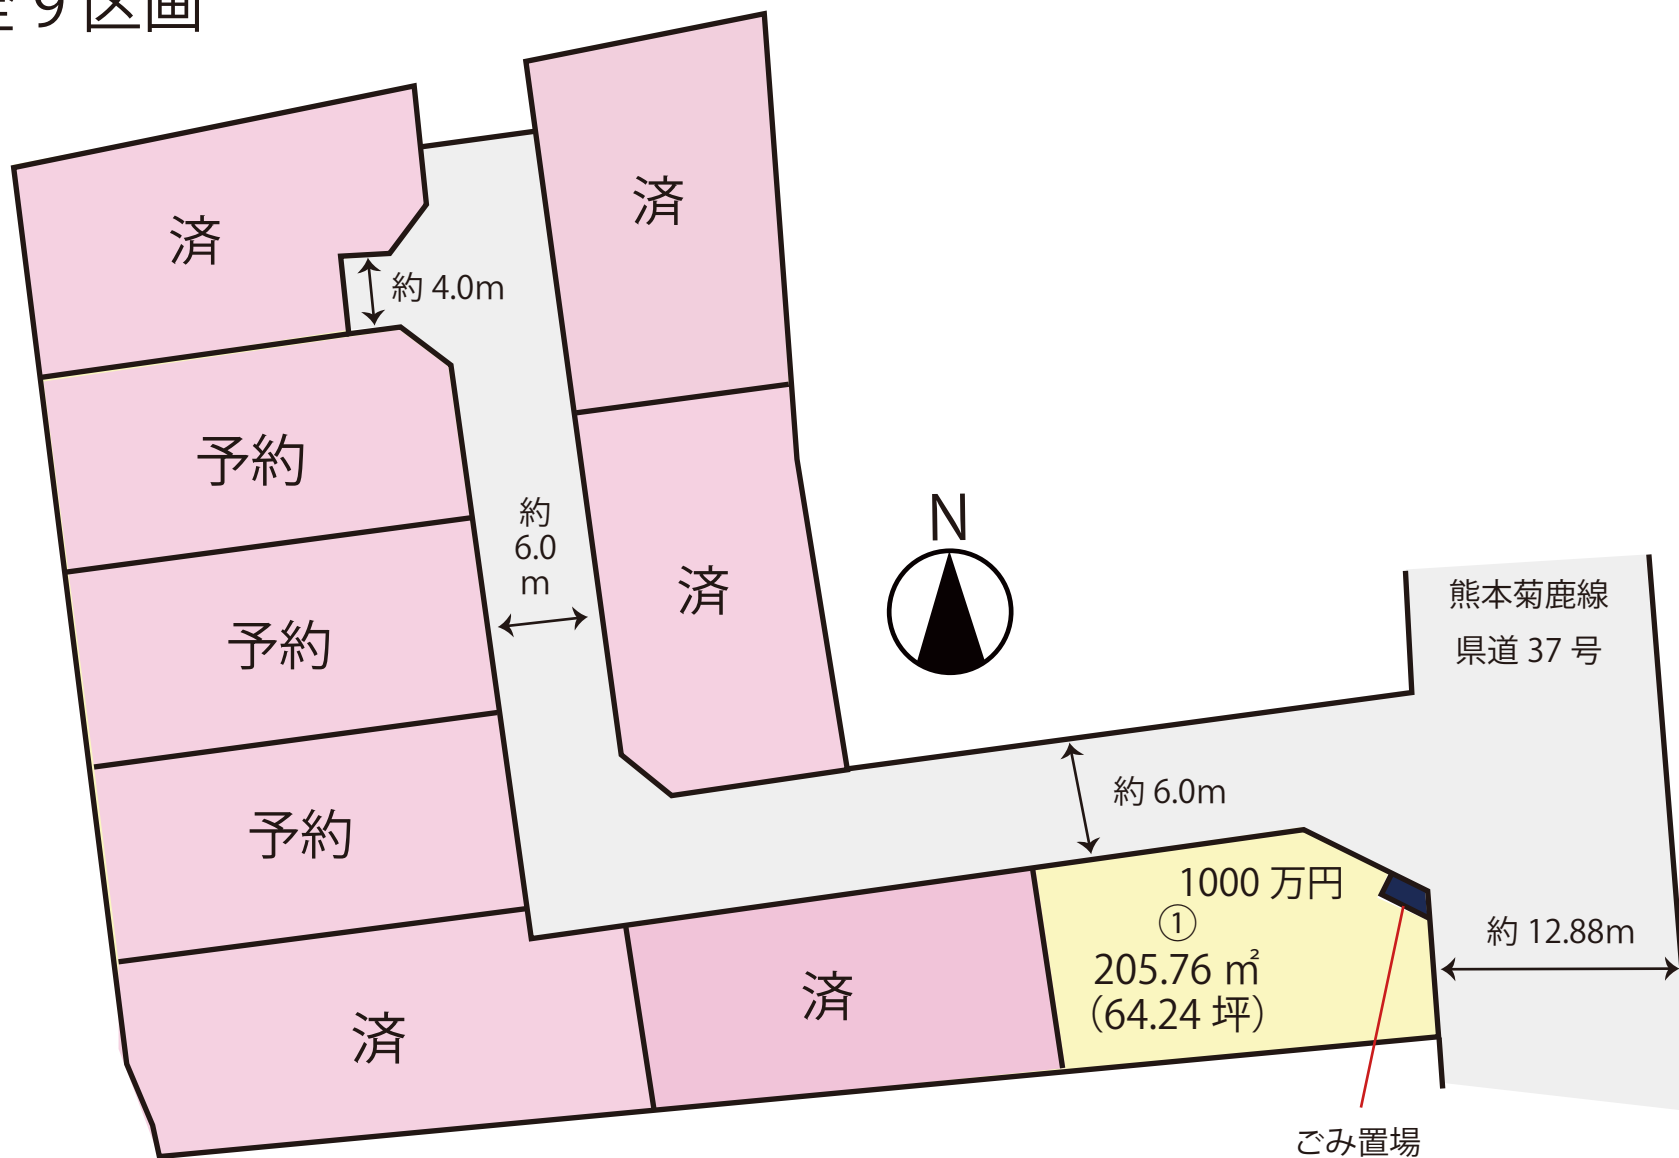 9区画
済
済
約 4.0m
予約
約
6.0
m
済
N
熊本菊鹿線
県道 37 号
予約
約 6.0m
予約
1000 万円
①
205.76 ㎡
（64.24 坪）
約 12.88m
済
済
ごみ置場